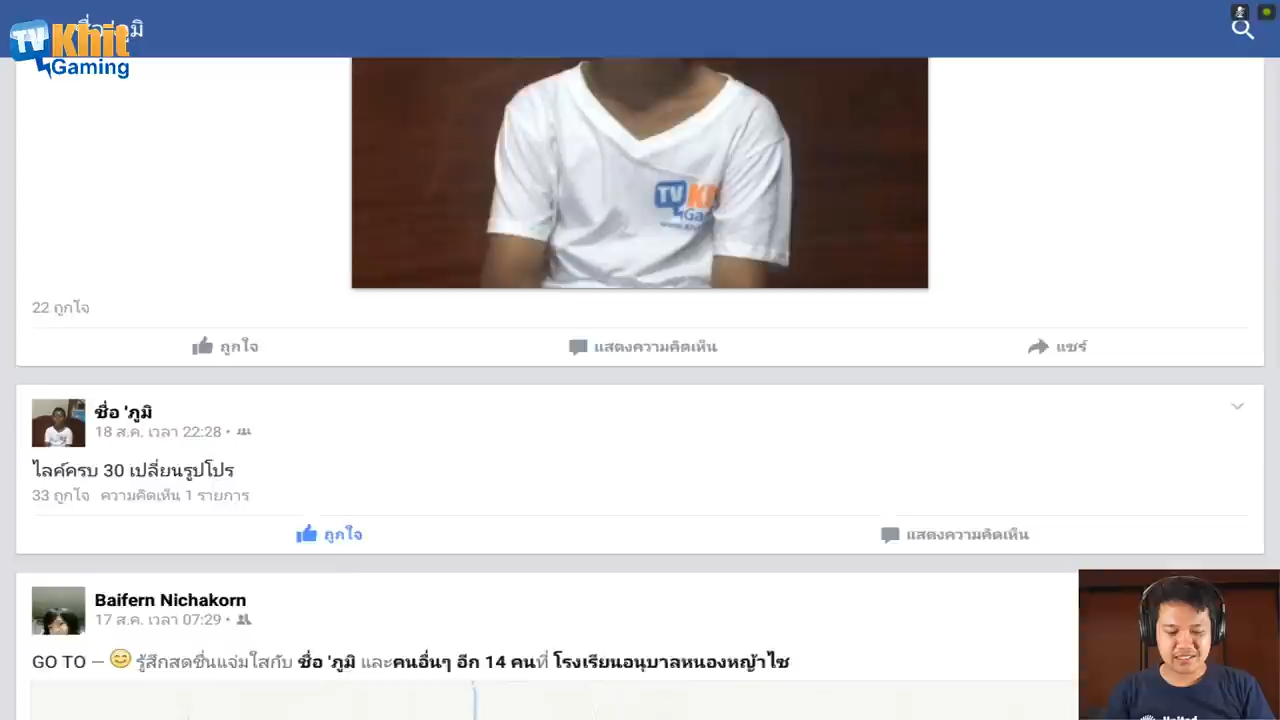 ชื่อ 'ภูมิ
TV Khit
Gaming
TV Kh
Ga
22 ถูกใจ
ถูกใจ แสดงความคิดเห็น แชร์
ชื่อ 'ภูมิ
18 ส.ค. เวลา 22:28 •
ไลค์ครบ 30 เปลี่ยนรูปโปร
33 ถูกใจ ความคิดเห็น 1 รายการ
ถูกใจ แสดงความคิดเห็น
Baifern Nichakorn
17 ส.ค. เวลา 07:29 •
GO TO — รู้สึกสดชื่นแจ่มใสกับ ชื่อ 'ภูมิ และคนอื่นๆ อีก 14 คนที่ โรงเรียนอนุบาลหนองหญ้าไซ
United